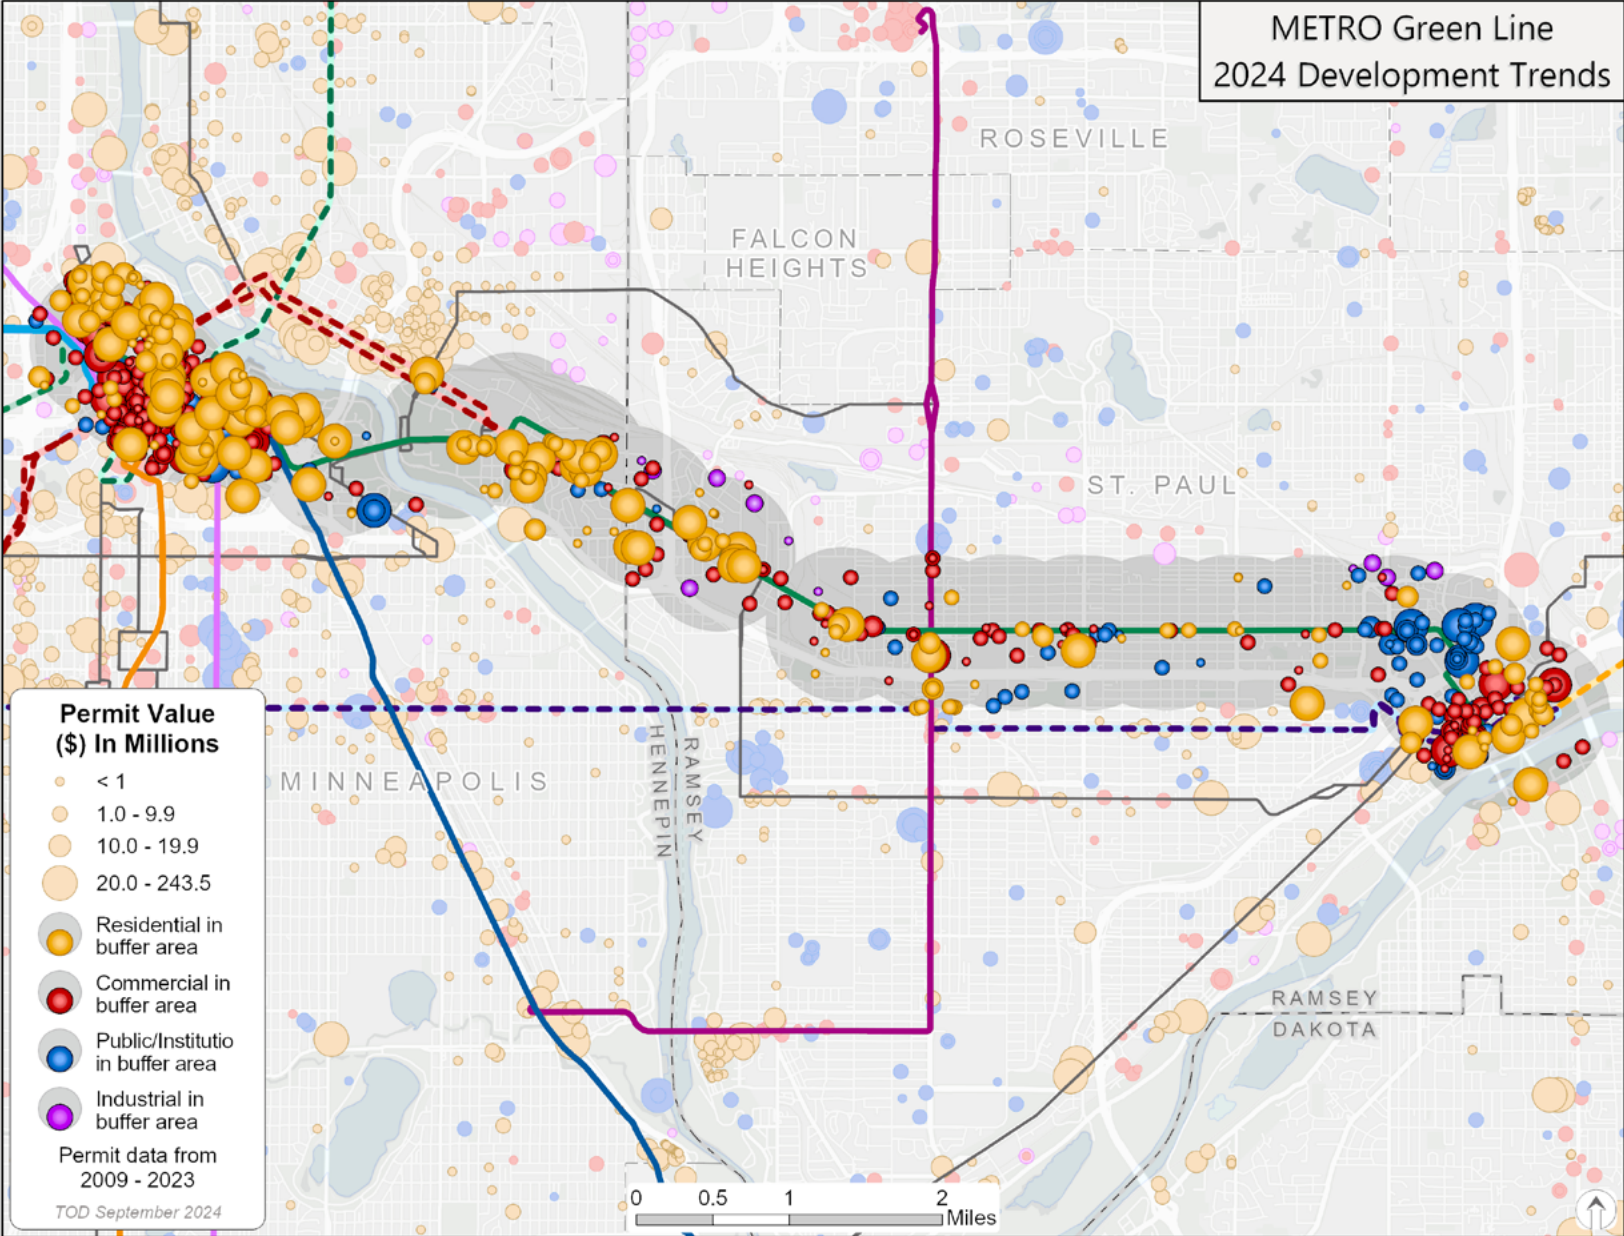 METRO Green Line
2024 Development Trends
ROSEVILLE
FALCON
HEIGHTS
ST. PAUL
MINNEAPOLIS
HENNEPIN
RAMSEY
RAMSEY
DAKOTA
Permit Value
($) In Millions
< 1
1.0 - 9.9
10.0 - 19.9
20.0 - 243.5
Residential in
buffer area
Commercial in
buffer area
Public/Institutio
in buffer area
Industrial in
buffer area
Permit data from
2009 - 2023
TOD September 2024
0 0.5 1 2
Miles